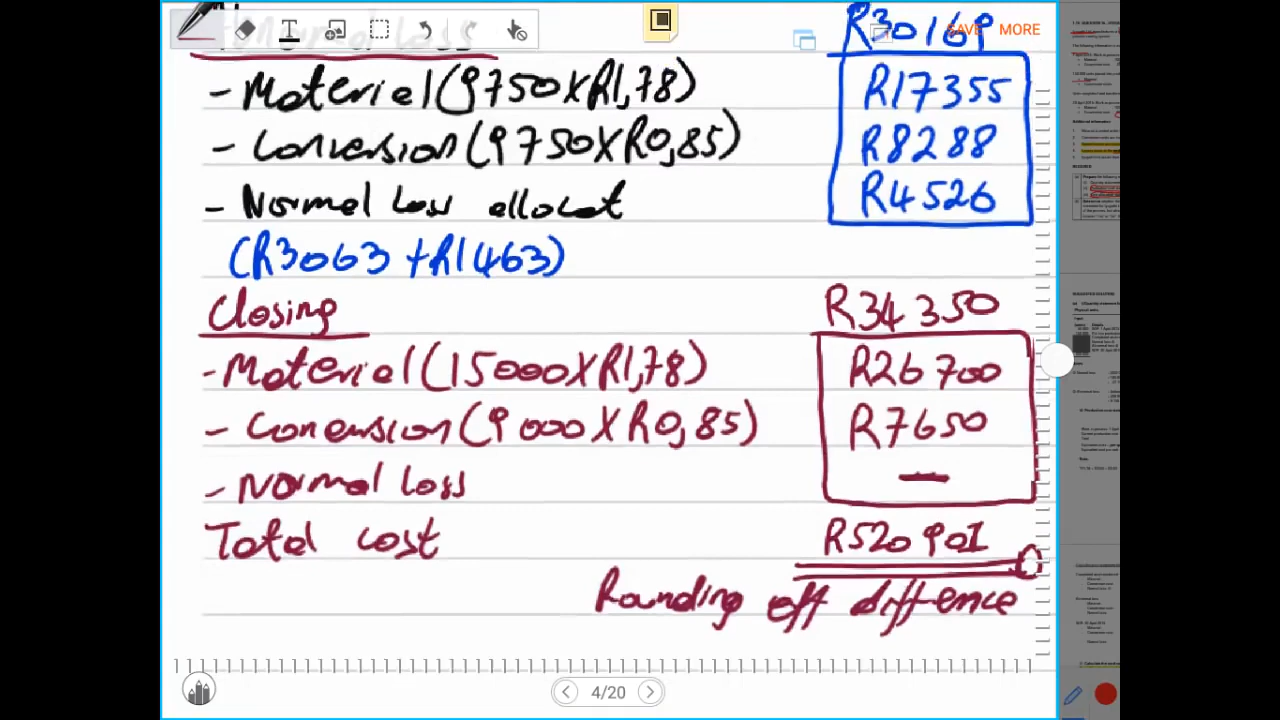 SAVE MORE
R30169
- Material (9750 X R1,78) R17355
- Conversion (9750 X R0,85) R8288
- Normal loss allocat R4526
(R3063 + R1463)
Closing R34350
- Material (15000 X R1,78) R26700
- Conversion (9000 X R0,85) R7650
- Normal loss —
Total cost R520901
Rounding off difference
4/20